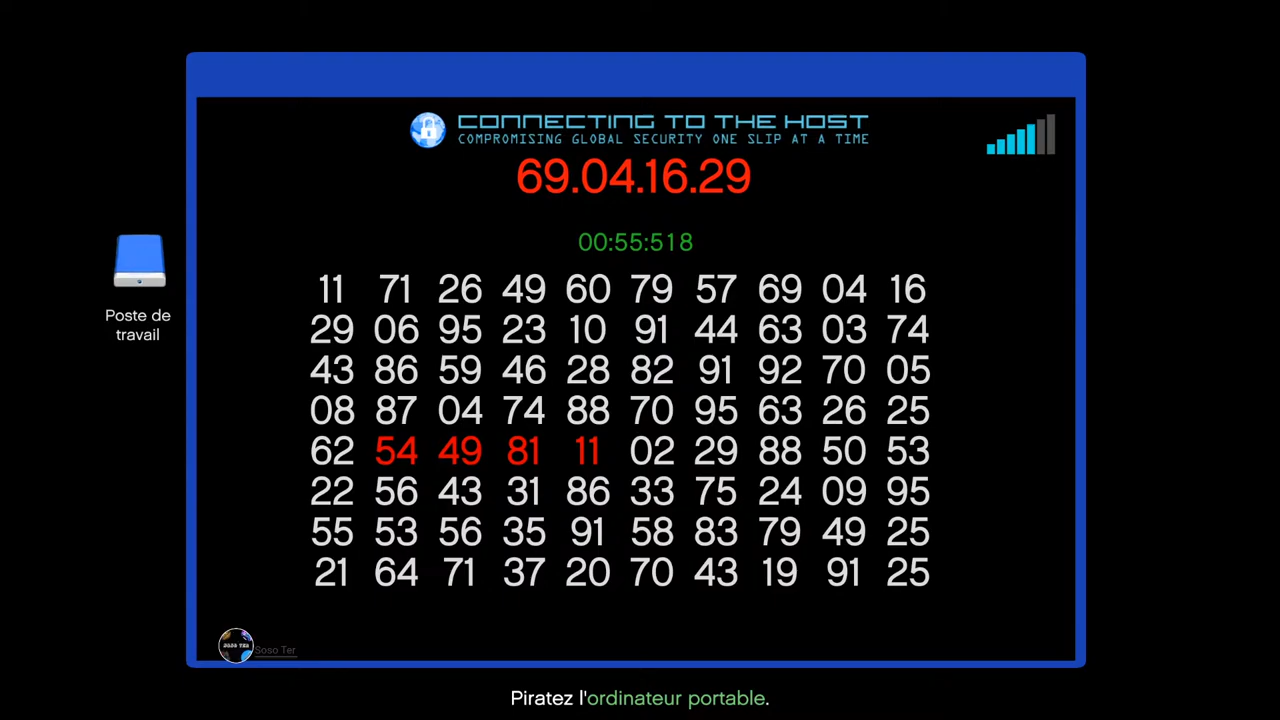 CONNECTING TO THE HOST
COMPROMISING GLOBAL SECURITY ONE SLIP AT A TIME
69.04.16.29
00:55:518
11 71 26 49 60 79 57 69 04 16
29 06 95 23 10 91 44 63 03 74
43 86 59 46 28 82 91 92 70 05
08 87 04 74 88 70 95 63 26 25
62 54 49 81 11 02 29 88 50 53
22 56 43 31 86 33 75 24 09 95
55 53 56 35 91 58 83 79 49 25
21 64 71 37 20 70 43 19 91 25
Poste de
travail
SOSO TER
Soso Ter
Piratez l'ordinateur portable.